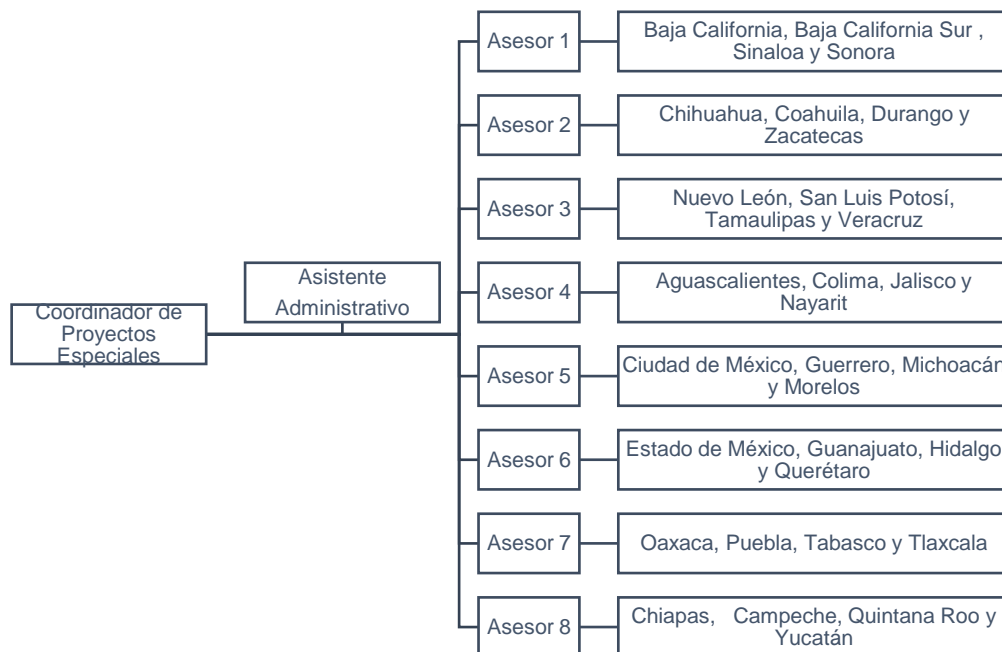 Coordinador de
Proyectos
Especiales
Asistente
Administrativo
Asesor 1
Baja California, Baja California Sur ,
Sinaloa y Sonora
Asesor 2
Chihuahua, Coahuila, Durango y
Zacatecas
Asesor 3
Nuevo León, San Luis Potosí,
Tamaulipas y Veracruz
Asesor 4
Aguascalientes, Colima, Jalisco y
Nayarit
Asesor 5
Ciudad de México, Guerrero, Michoacán
y Morelos
Asesor 6
Estado de México, Guanajuato, Hidalgo
y Querétaro
Asesor 7
Oaxaca, Puebla, Tabasco y Tlaxcala
Asesor 8
Chiapas,   Campeche, Quintana Roo y
Yucatán